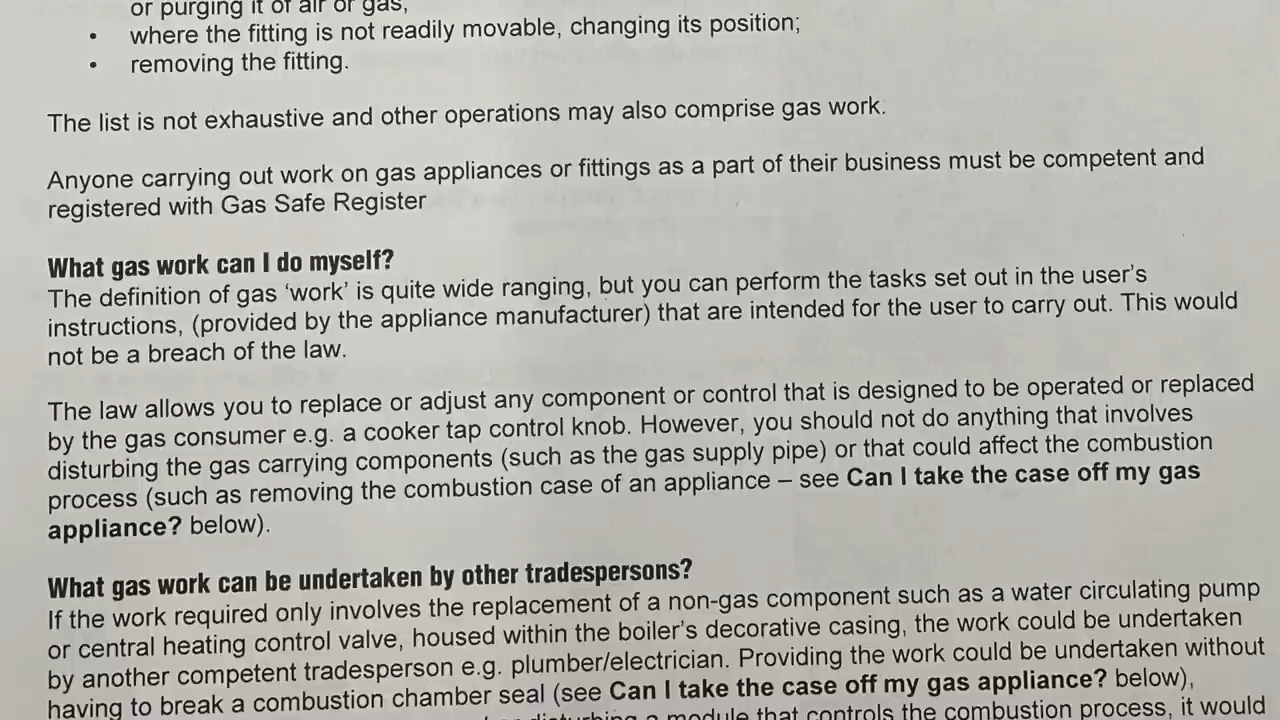 or purging it of air or gas;
• where the fitting is not readily movable, changing its position;
• removing the fitting.
The list is not exhaustive and other operations may also comprise gas work.
Anyone carrying out work on gas appliances or fittings as a part of their business must be competent and
registered with Gas Safe Register
What gas work can I do myself?
The definition of gas ‘work’ is quite wide ranging, but you can perform the tasks set out in the user’s
instructions, (provided by the appliance manufacturer) that are intended for the user to carry out. This would
not be a breach of the law.
The law allows you to replace or adjust any component or control that is designed to be operated or replaced
by the gas consumer e.g. a cooker tap control knob. However, you should not do anything that involves
disturbing the gas carrying components (such as the gas supply pipe) or that could affect the combustion
process (such as removing the combustion case of an appliance – see Can I take the case off my gas
appliance? below).
What gas work can be undertaken by other tradespersons?
If the work required only involves the replacement of a non-gas component such as a water circulating pump
or central heating control valve, housed within the boiler’s decorative casing, the work could be undertaken
by another competent tradesperson e.g. plumber/electrician. Providing the work could be undertaken without
having to break a combustion chamber seal (see Can I take the case off my gas appliance? below),
disturbing a module that controls the combustion process, it would